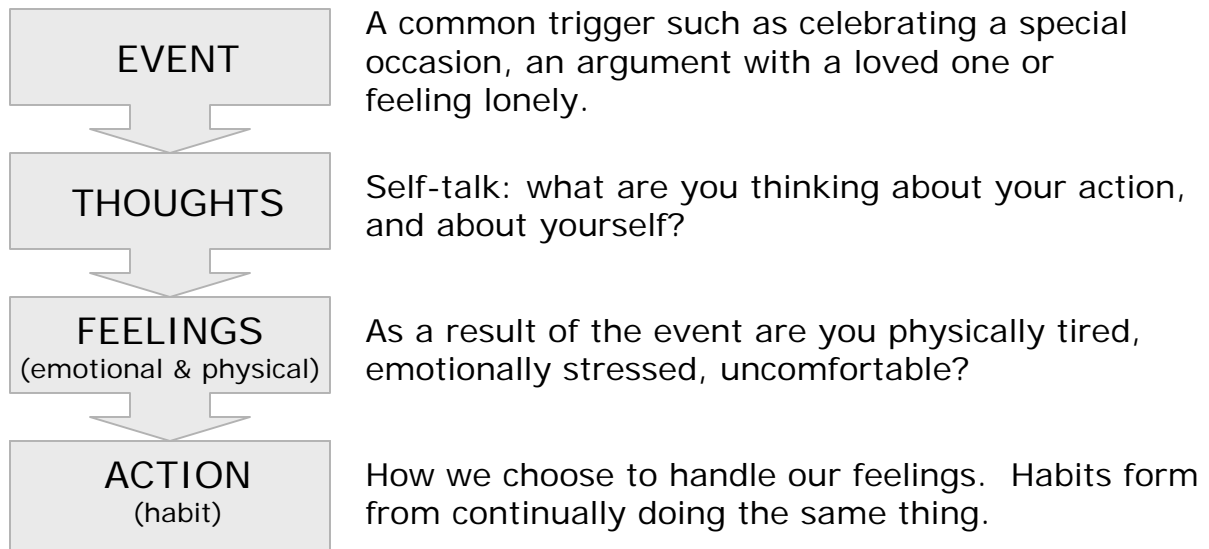 EVENT
A common trigger such as celebrating a special
occasion, an argument with a loved one or
feeling lonely.
THOUGHTS
Self-talk: what are you thinking about your action,
and about yourself?
FEELINGS
(emotional & physical)
As a result of the event are you physically tired,
emotionally stressed, uncomfortable?
ACTION
(habit)
How we choose to handle our feelings.  Habits form
from continually doing the same thing.